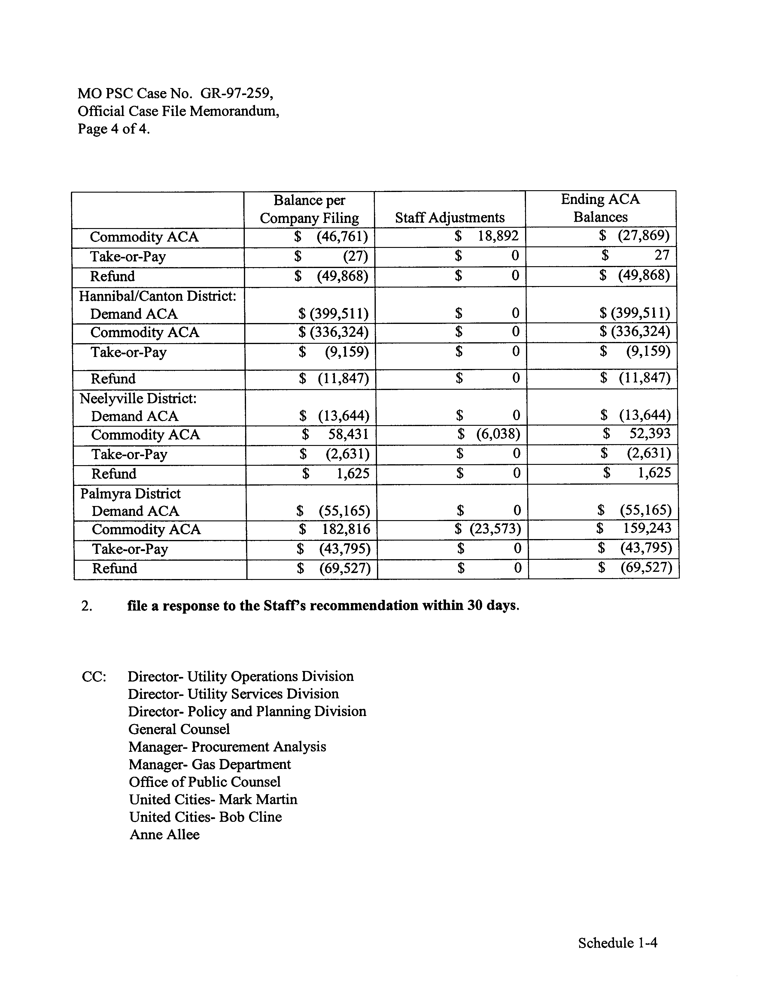 MO PSC Case No. GR-97-259,
Official Case File Memorandum,
Page 4 of 4.
Balance per Company Filing Staff Adjustments Ending ACA Balances
Commodity ACA $ (46,761) $ 18,892 $ (27,869)
Take-or-Pay $ (27) $ 0 $ 27
Refund $ (49,868) $ 0 $ (49,868)
Hannibal/Canton District:
Demand ACA $ (399,511) $ 0 $ (399,511)
Commodity ACA $ (336,324) $ 0 $ (336,324)
Take-or-Pay $ (9,159) $ 0 $ (9,159)
Refund $ (11,847) $ 0 $ (11,847)
Neelyville District:
Demand ACA $ (13,644) $ 0 $ (13,644)
Commodity ACA $ 58,431 $ (6,038) $ 52,393
Take-or-Pay $ (2,631) $ 0 $ (2,631)
Refund $ 1,625 $ 0 $ 1,625
Palmyra District
Demand ACA $ (55,165) $ 0 $ (55,165)
Commodity ACA $ 182,816 $ (23,573) $ 159,243
Take-or-Pay $ (43,795) $ 0 $ (43,795)
Refund $ (69,527) $ 0 $ (69,527)
2. file a response to the Staff's recommendation within 30 days.
CC: Director- Utility Operations Division
Director- Utility Services Division
Director- Policy and Planning Division
General Counsel
Manager- Procurement Analysis
Manager- Gas Department
Office of Public Counsel
United Cities- Mark Martin
United Cities- Bob Cline
Anne Allee
Schedule 1-4